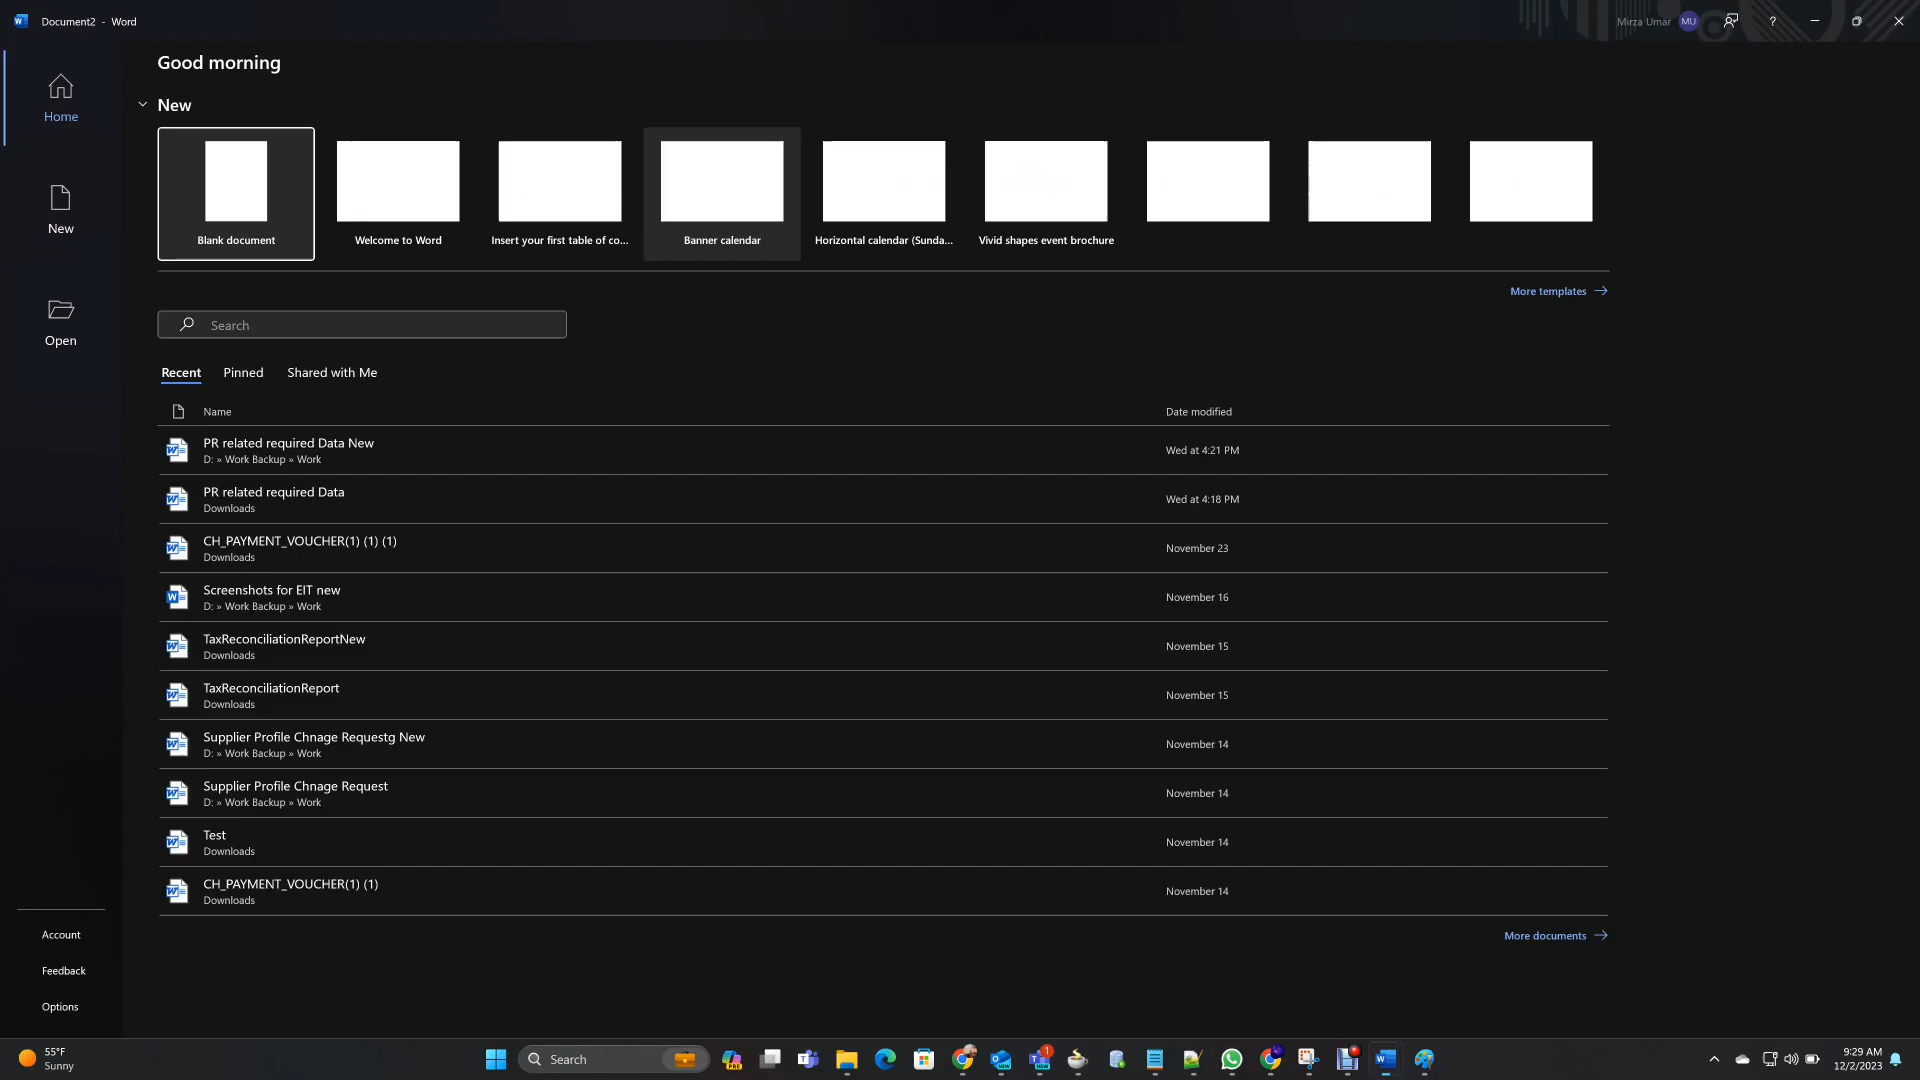 Document2 - Word
Mirza Umar MU
Good morning
New
Home
New
Open
Blank document
Welcome to Word
Insert your first table of co...
Banner calendar
Horizontal calendar (Sunda...
Vivid shapes event brochure
More templates
Search
Recent Pinned Shared with Me
Name Date modified
PR related required Data New
D: » Work Backup » Work
Wed at 4:21 PM
PR related required Data
Downloads
Wed at 4:18 PM
CH_PAYMENT_VOUCHER(1) (1) (1)
Downloads
November 23
Screenshots for EIT new
D: » Work Backup » Work
November 16
TaxReconciliationReportNew
Downloads
November 15
TaxReconciliationReport
Downloads
November 15
Supplier Profile Chnage Requestg New
D: » Work Backup » Work
November 14
Supplier Profile Chnage Request
D: » Work Backup » Work
November 14
Test
Downloads
November 14
CH_PAYMENT_VOUCHER(1) (1)
Downloads
November 14
More documents
Account
Feedback
Options
55°F
Sunny
Search
PRE
NEW
1
NEW
9:29 AM
12/2/2023